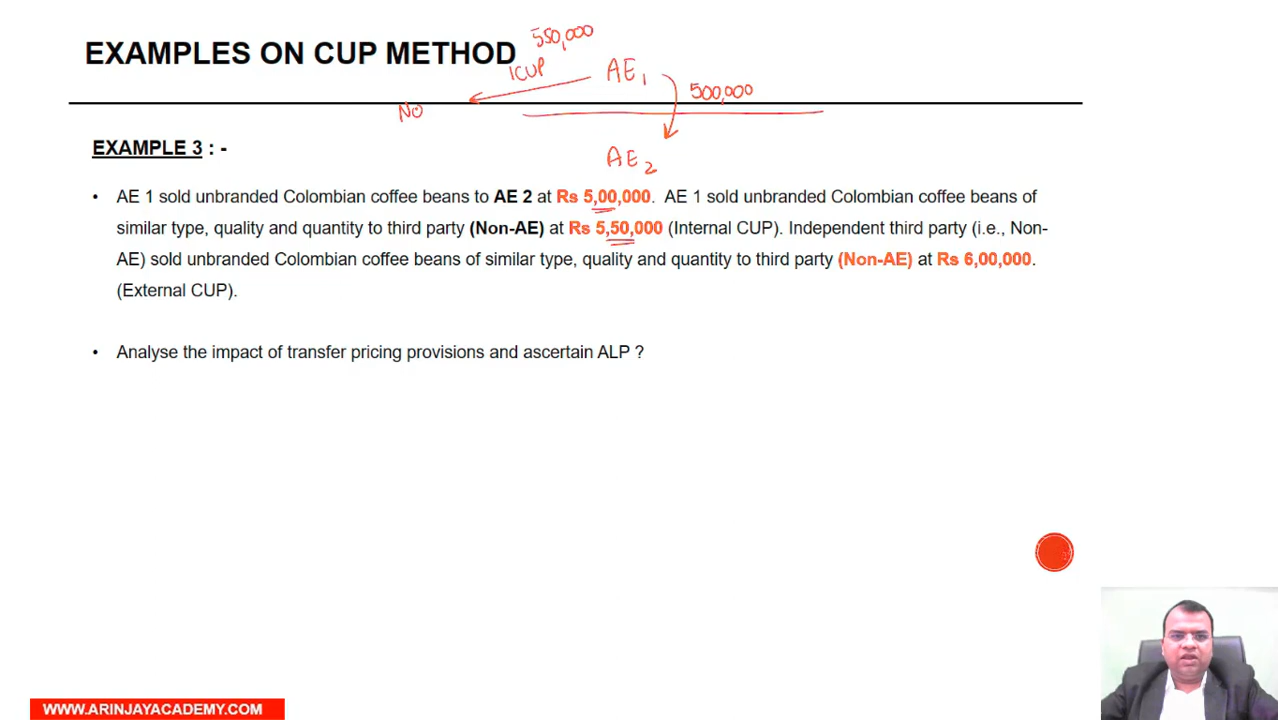 550,000
EXAMPLES ON CUP METHOD
ICUP
AE1
500,000
NO
EXAMPLE 3 : -
AE2
• AE 1 sold unbranded Colombian coffee beans to AE 2 at Rs 5,00,000. AE 1 sold unbranded Colombian coffee beans of
similar type, quality and quantity to third party (Non-AE) at Rs 5,50,000 (Internal CUP). Independent third party (i.e., Non-
AE) sold unbranded Colombian coffee beans of similar type, quality and quantity to third party (Non-AE) at Rs 6,00,000.
(External CUP).
• Analyse the impact of transfer pricing provisions and ascertain ALP ?
WWW.ARINJAYACADEMY.COM